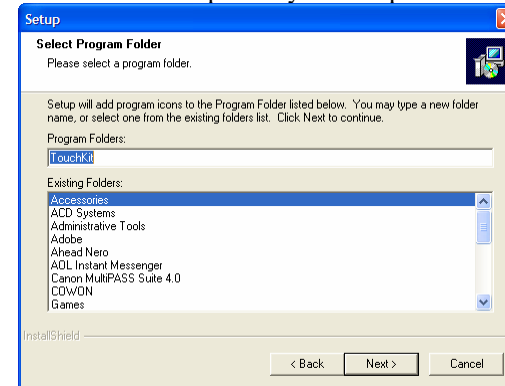 Setup
Select Program Folder
Please select a program folder.
Setup will add program icons to the Program Folder listed below. You may type a new folder
name, or select one from the existing folders list. Click Next to continue.
Program Folders:
TouchKit
Existing Folders:
Accessories
ACD Systems
Administrative Tools
Adobe
Ahead Nero
AOL Instant Messenger
Canon MultiPASS Suite 4.0
COWON
Games
InstallShield
< Back Next > Cancel